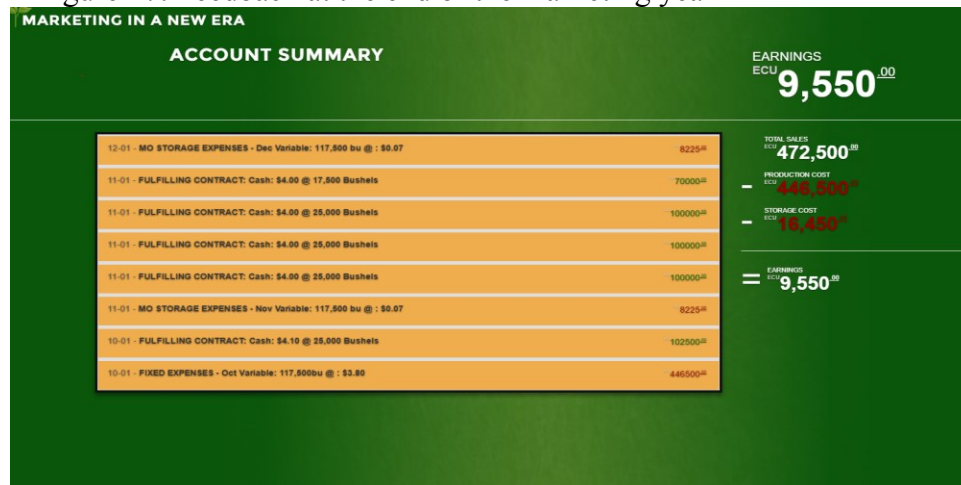 MARKETING IN A NEW ERA
ACCOUNT SUMMARY
EARNINGS
ECU 9,550.00
12-01 - MO STORAGE EXPENSES - Dec Variable: 117,500 bu @ : $0.07 8225.00
11-01 - FULFILLING CONTRACT: Cash: $4.00 @ 17,500 Bushels 70000.00
11-01 - FULFILLING CONTRACT: Cash: $4.00 @ 25,000 Bushels 100000.00
11-01 - FULFILLING CONTRACT: Cash: $4.00 @ 25,000 Bushels 100000.00
11-01 - FULFILLING CONTRACT: Cash: $4.00 @ 25,000 Bushels 100000.00
11-01 - MO STORAGE EXPENSES - Nov Variable: 117,500 bu @ : $0.07 8225.00
10-01 - FULFILLING CONTRACT: Cash: $4.10 @ 25,000 Bushels 102500.00
10-01 - FIXED EXPENSES - Oct Variable: 117,500bu @ : $3.80 446500.00
TOTAL SALES
ECU 472,500.00
PRODUCTION COST
- ECU 446,500.00
STORAGE COST
- ECU 16,450.00
EARNINGS
= ECU 9,550.00